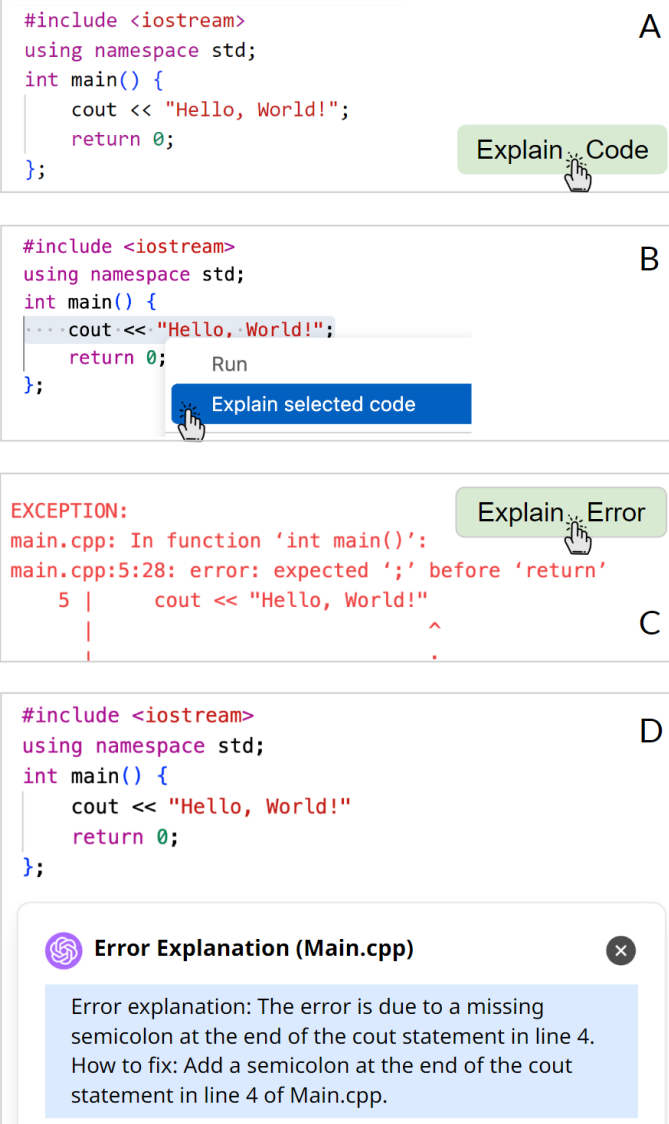 #include <iostream>
A
using namespace std;
int main() {
cout << "Hello, World!";
return 0;
Explain Code
};
#include <iostream>
B
using namespace std;
int main() {
····cout·<<·"Hello,·World!";
return 0;
Run
};
Explain selected code
EXCEPTION:
Explain Error
main.cpp: In function ‘int main()’:
main.cpp:5:28: error: expected ‘;’ before ‘return’
5 |     cout << "Hello, World!"
|                            ^
C
#include <iostream>
D
using namespace std;
int main() {
cout << "Hello, World!"
return 0;
};
Error Explanation (Main.cpp)
Error explanation: The error is due to a missing
semicolon at the end of the cout statement in line 4.
How to fix: Add a semicolon at the end of the cout
statement in line 4 of Main.cpp.